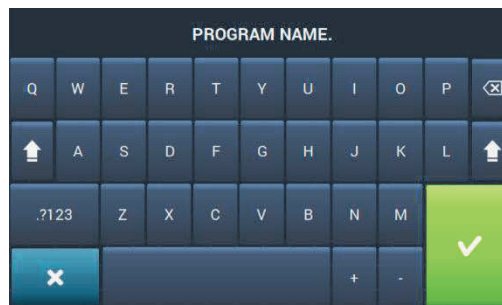 PROGRAM NAME.
Q W E R T Y U I O P
A S D F G H J K L
.?123 Z X C V B N M
+ -